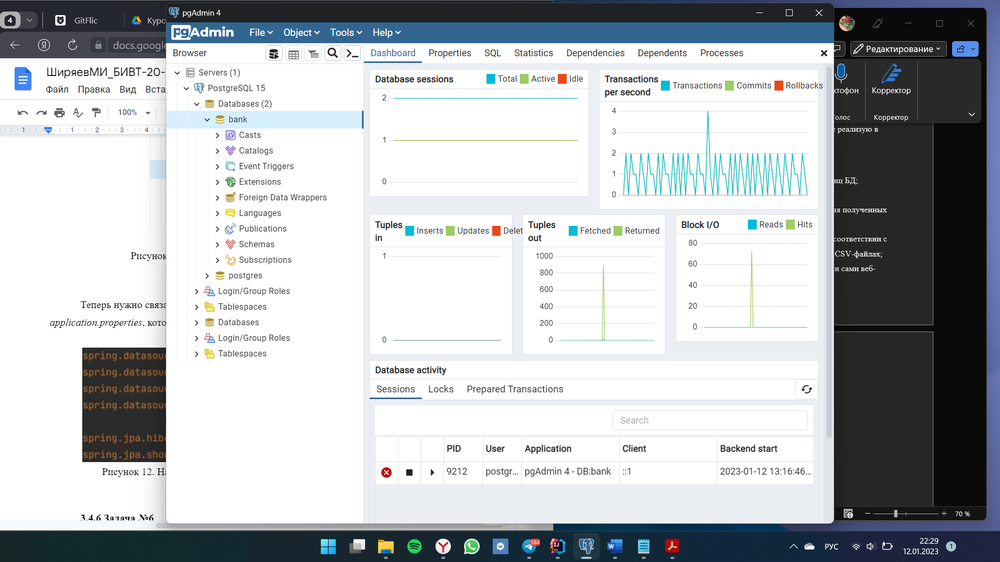 4
GitFlic
docs.google
ШиряевМИ_БИВТ-20-
Файл Правка Вид Вста
100%
1 1 2 3 4
Рисунок
Теперь нужно связа
application.properties, кото
spring.datasou
spring.datasou
spring.datasou
spring.datasou
spring.jpa.hib
spring.jpa.sho
Рисунок 12. На
3.4.6 Задача №6
pgAdmin 4
pgAdmin
File Object Tools Help
Browser
Servers (1)
PostgreSQL 15
Databases (2)
bank
Casts
Catalogs
Event Triggers
Extensions
Foreign Data Wrappers
Languages
Publications
Schemas
Subscriptions
postgres
Login/Group Roles
Tablespaces
Databases
Login/Group Roles
Tablespaces
Dashboard Properties SQL Statistics Dependencies Dependents Processes
Database sessions Total Active Idle
2
1
0
Transactions per second Transactions Commits Rollbacks
4
3
2
1
0
Tuples in Inserts Updates Delet
1
0
Tuples out Fetched Returned
1000
800
600
400
200
0
Block I/O Reads Hits
80
60
40
20
0
Database activity
Sessions Locks Prepared Transactions
Search
PID User Application Client Backend start
9212 postgr... pgAdmin 4 - DB:bank ::1 2023-01-12 13:16:46...
Редактирование
ктофон Корректор
Корректор
е реализую в
иц БД;
ия полученных
соответствии с
CSV-файлах;
и сами веб-
70 %
584
РУС
22:29
12.01.2023
1